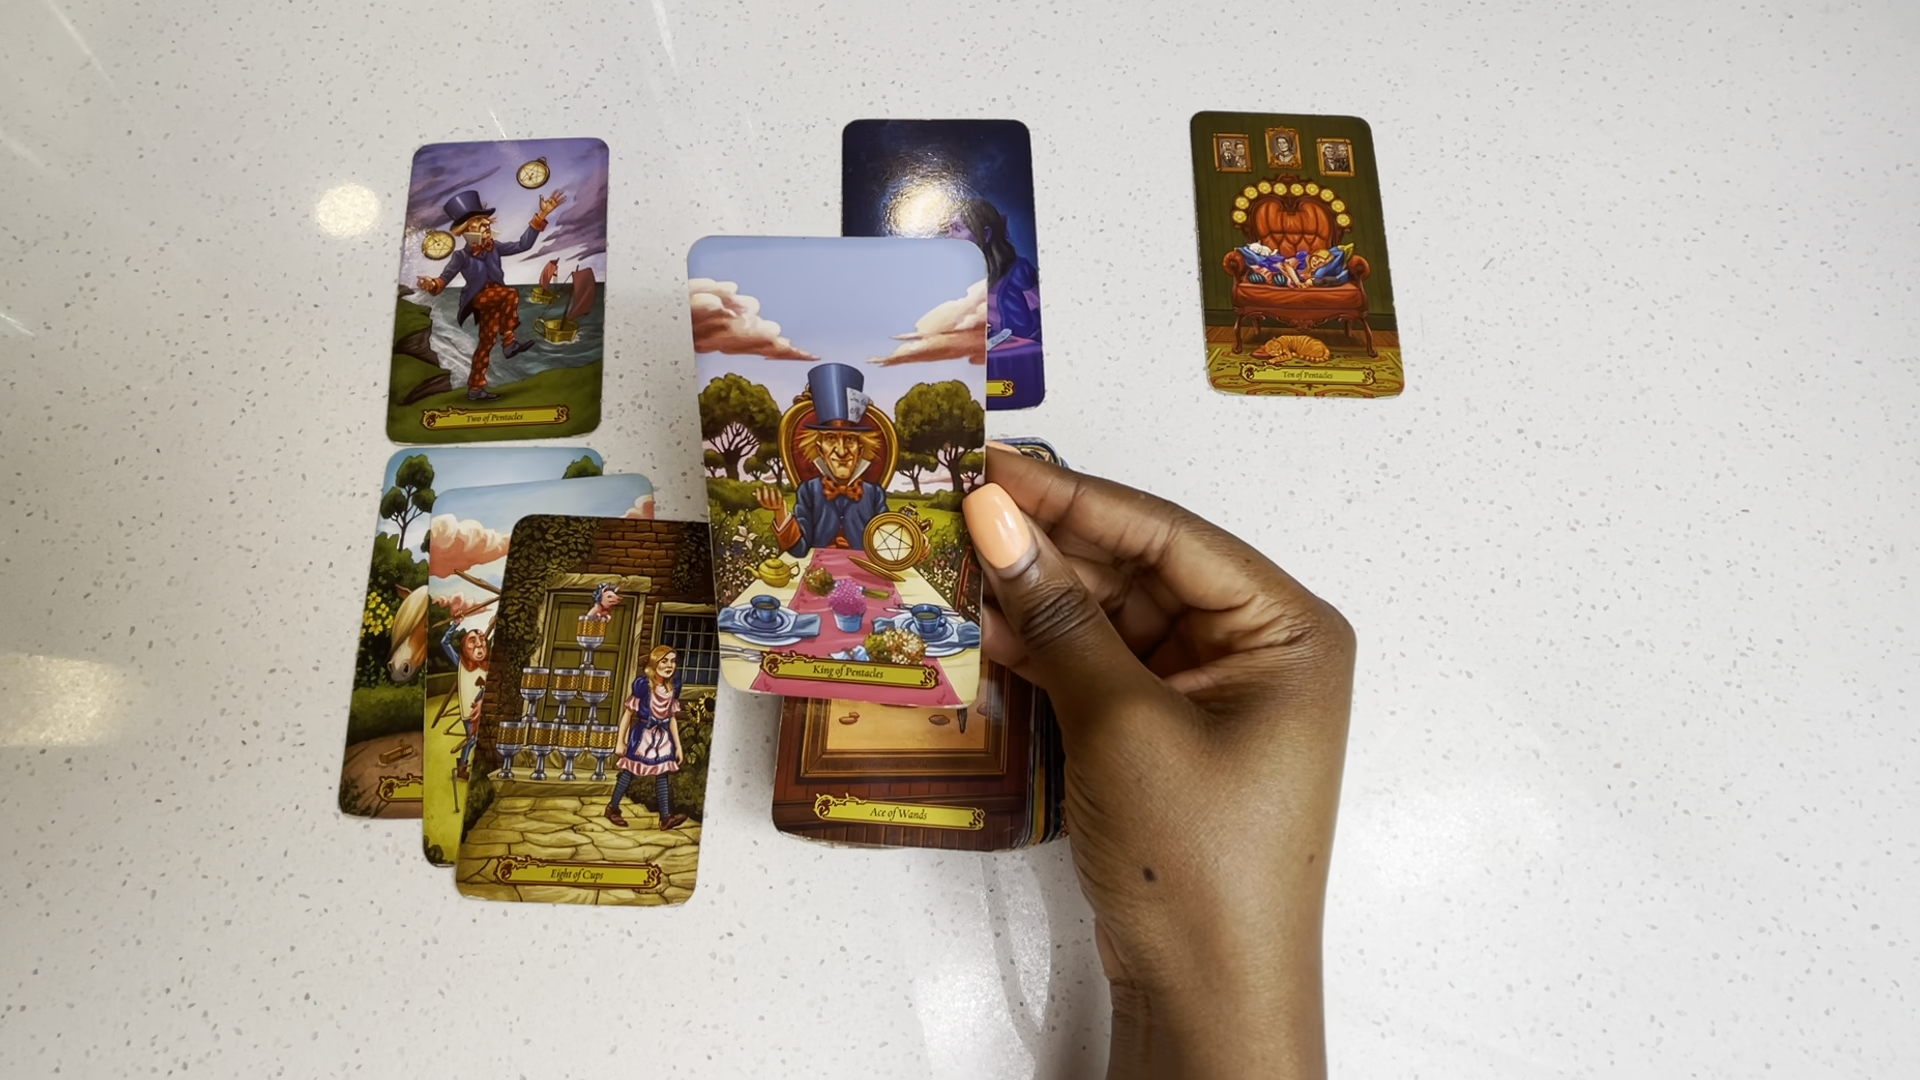 Two of Pentacles
Ten of Pentacles
King of Pentacles
Ace of Wands
Eight of Cups